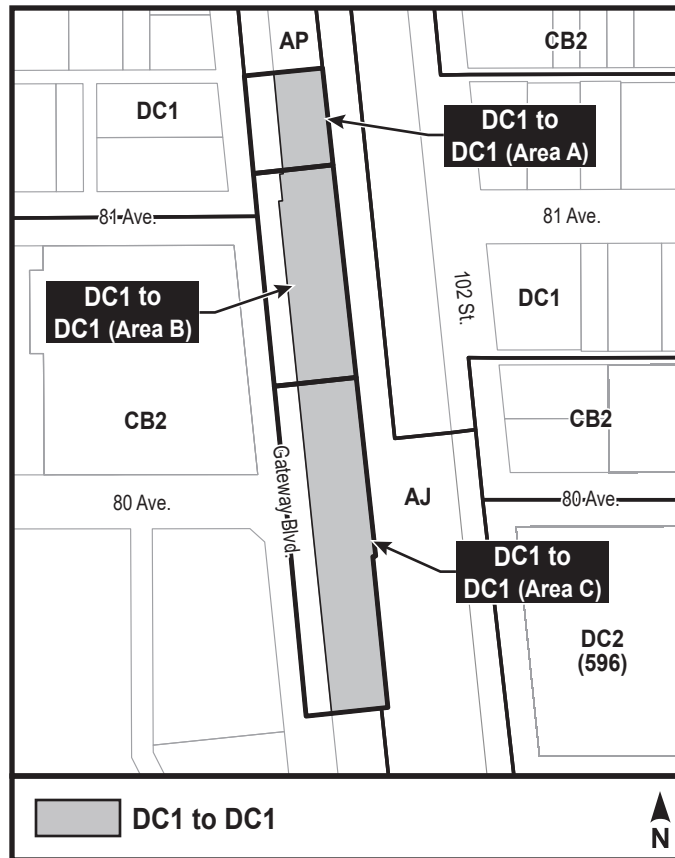 AP
CB2
DC1
DC1 to
DC1 (Area A)
81 Ave.
81 Ave.
DC1 to
DC1 (Area B)
102 St.
DC1
CB2
CB2
Gateway Blvd.
80 Ave.
AJ
80 Ave.
DC1 to
DC1 (Area C)
DC2
(596)
DC1 to DC1
N